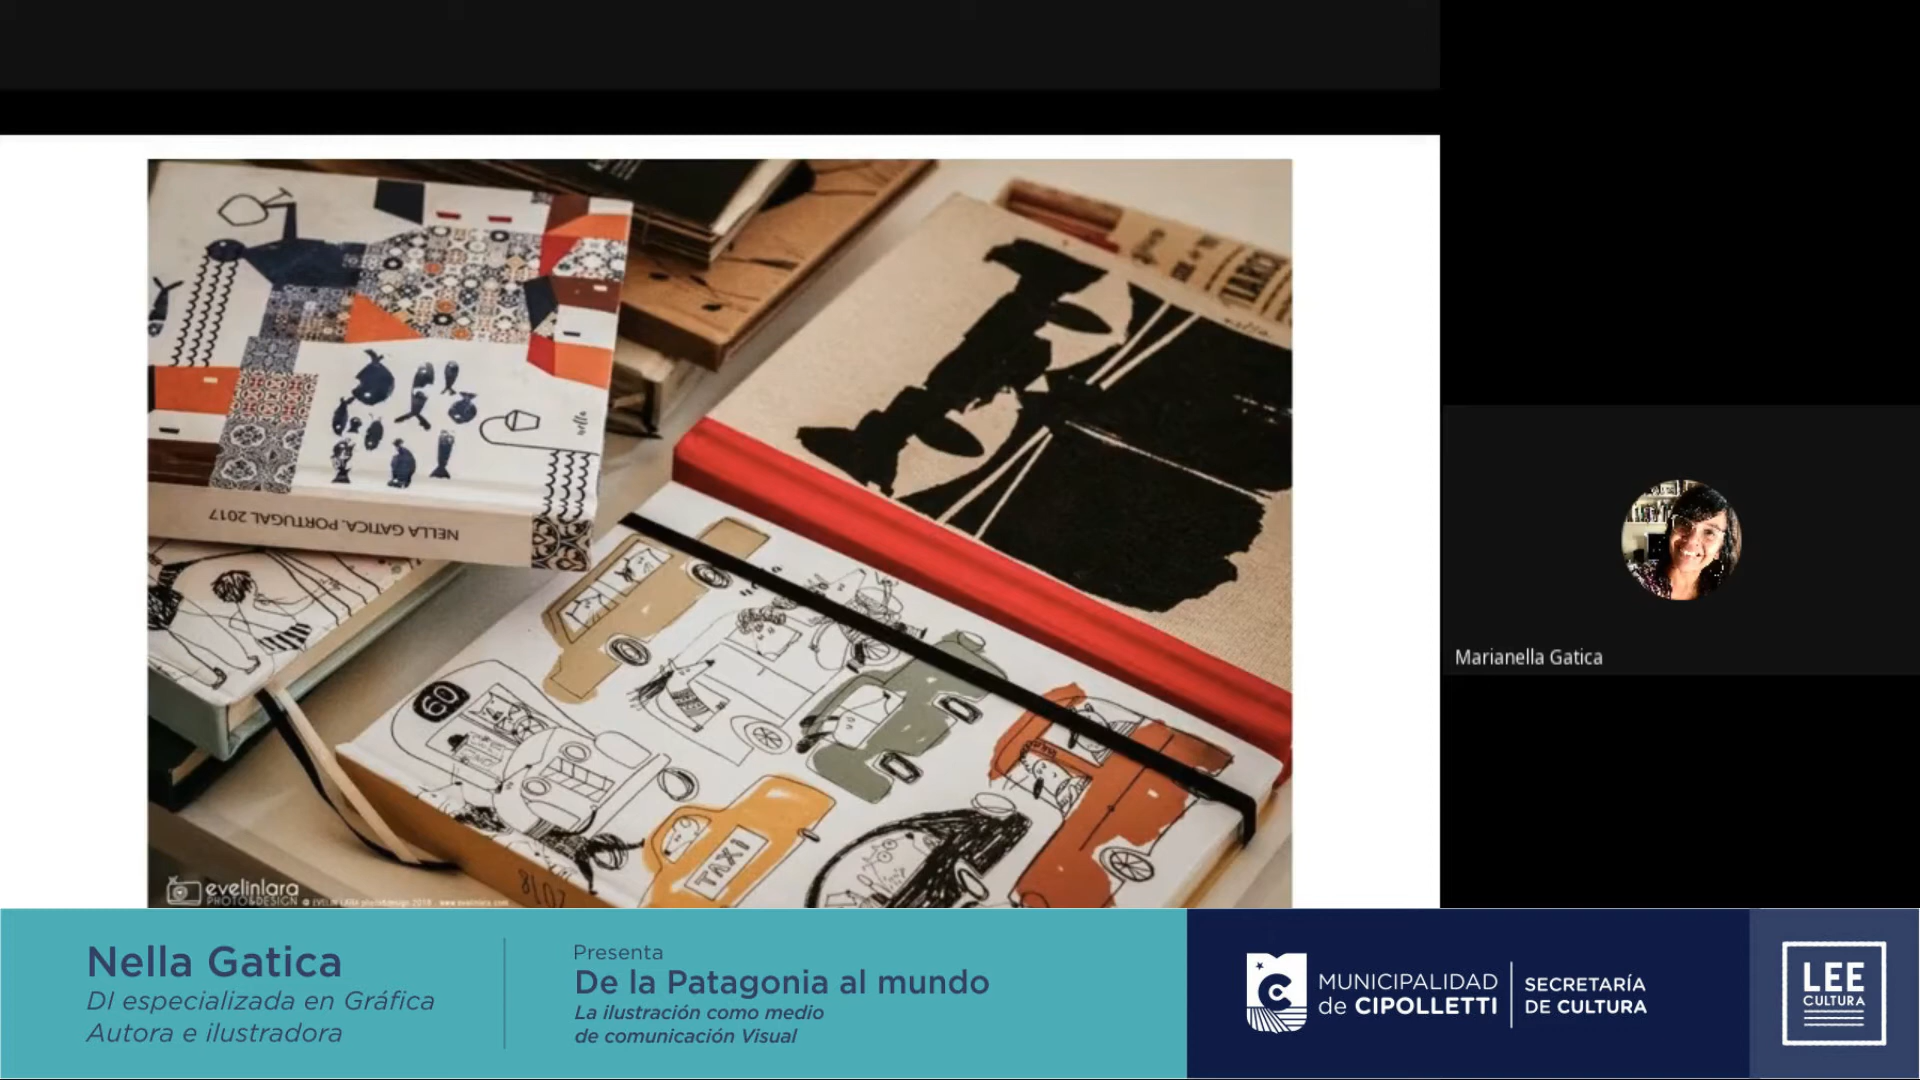 NELLA GATICA. PORTUGAL 2017
nella
60
TAXI
2018
evelinlara
PHOTO&DESIGN
Marianella Gatica
Nella Gatica
DI especializada en Gráfica
Autora e ilustradora
Presenta
De la Patagonia al mundo
La ilustración como medio
de comunicación Visual
MUNICIPALIDAD
de CIPOLLETTI
SECRETARÍA
DE CULTURA
LEE
CULTURA